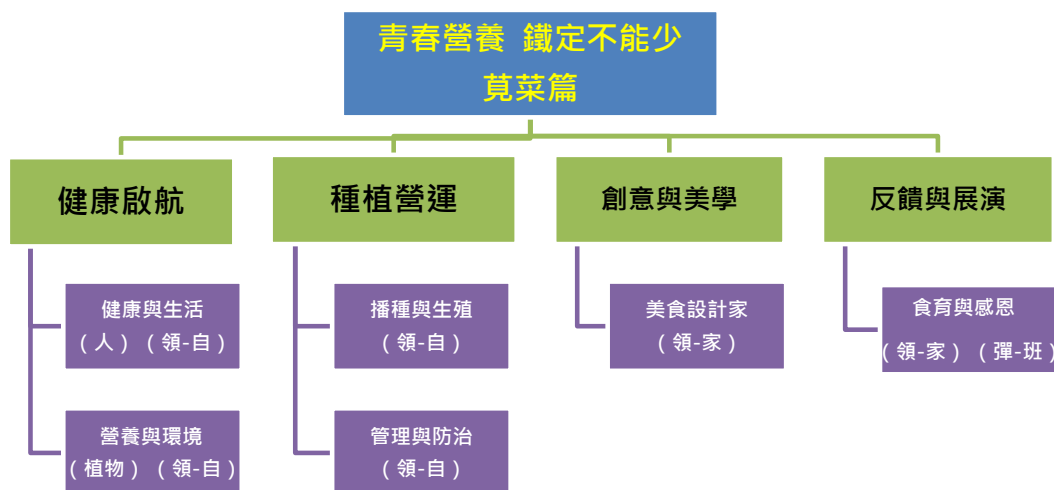 青春營養 鐵定不能少
莧菜篇
健康啟航
種植營運
創意與美學
反饋與展演
健康與生活
（人）（領-自）
播種與生殖
（領-自）
美食設計家
（領-家）
食育與感恩
（領-家）（彈-班）
營養與環境
（植物）（領-自）
管理與防治
（領-自）